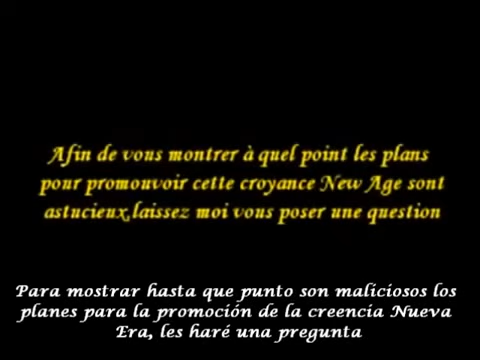 Afin de vous montrer à quel point les plans
pour promouvoir cette croyance New Age sont
astucieux,laissez moi vous poser une question
Para mostrar hasta que punto son maliciosos los
planes para la promoción de la creencia Nueva
Era, les haré una pregunta